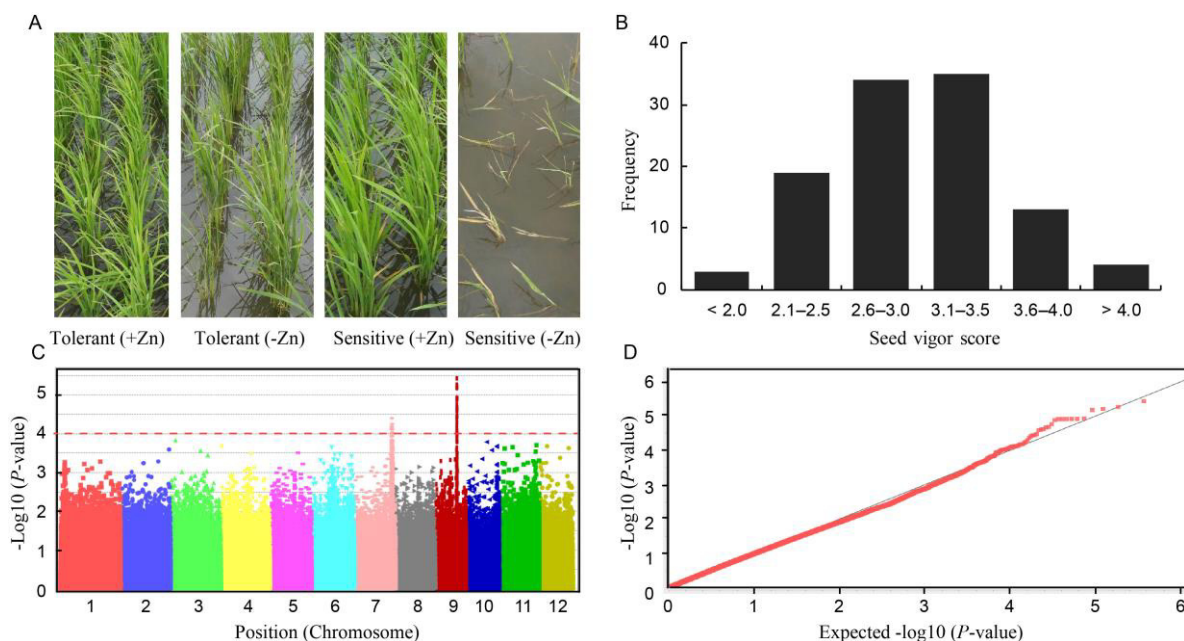 A
Tolerant (+Zn) Tolerant (-Zn) Sensitive (+Zn) Sensitive (-Zn)
B
40
30
20
10
0
Frequency
< 2.0 2.1–2.5 2.6–3.0 3.1–3.5 3.6–4.0 > 4.0
Seed vigor score
C
5
4
3
2
1
0
-Log10 (P-value)
1 2 3 4 5 6 7 8 9 10 11 12
Position (Chromosome)
D
6
5
4
3
2
1
0
-Log10 (P-value)
0 1 2 3 4 5 6
Expected -log10 (P-value)